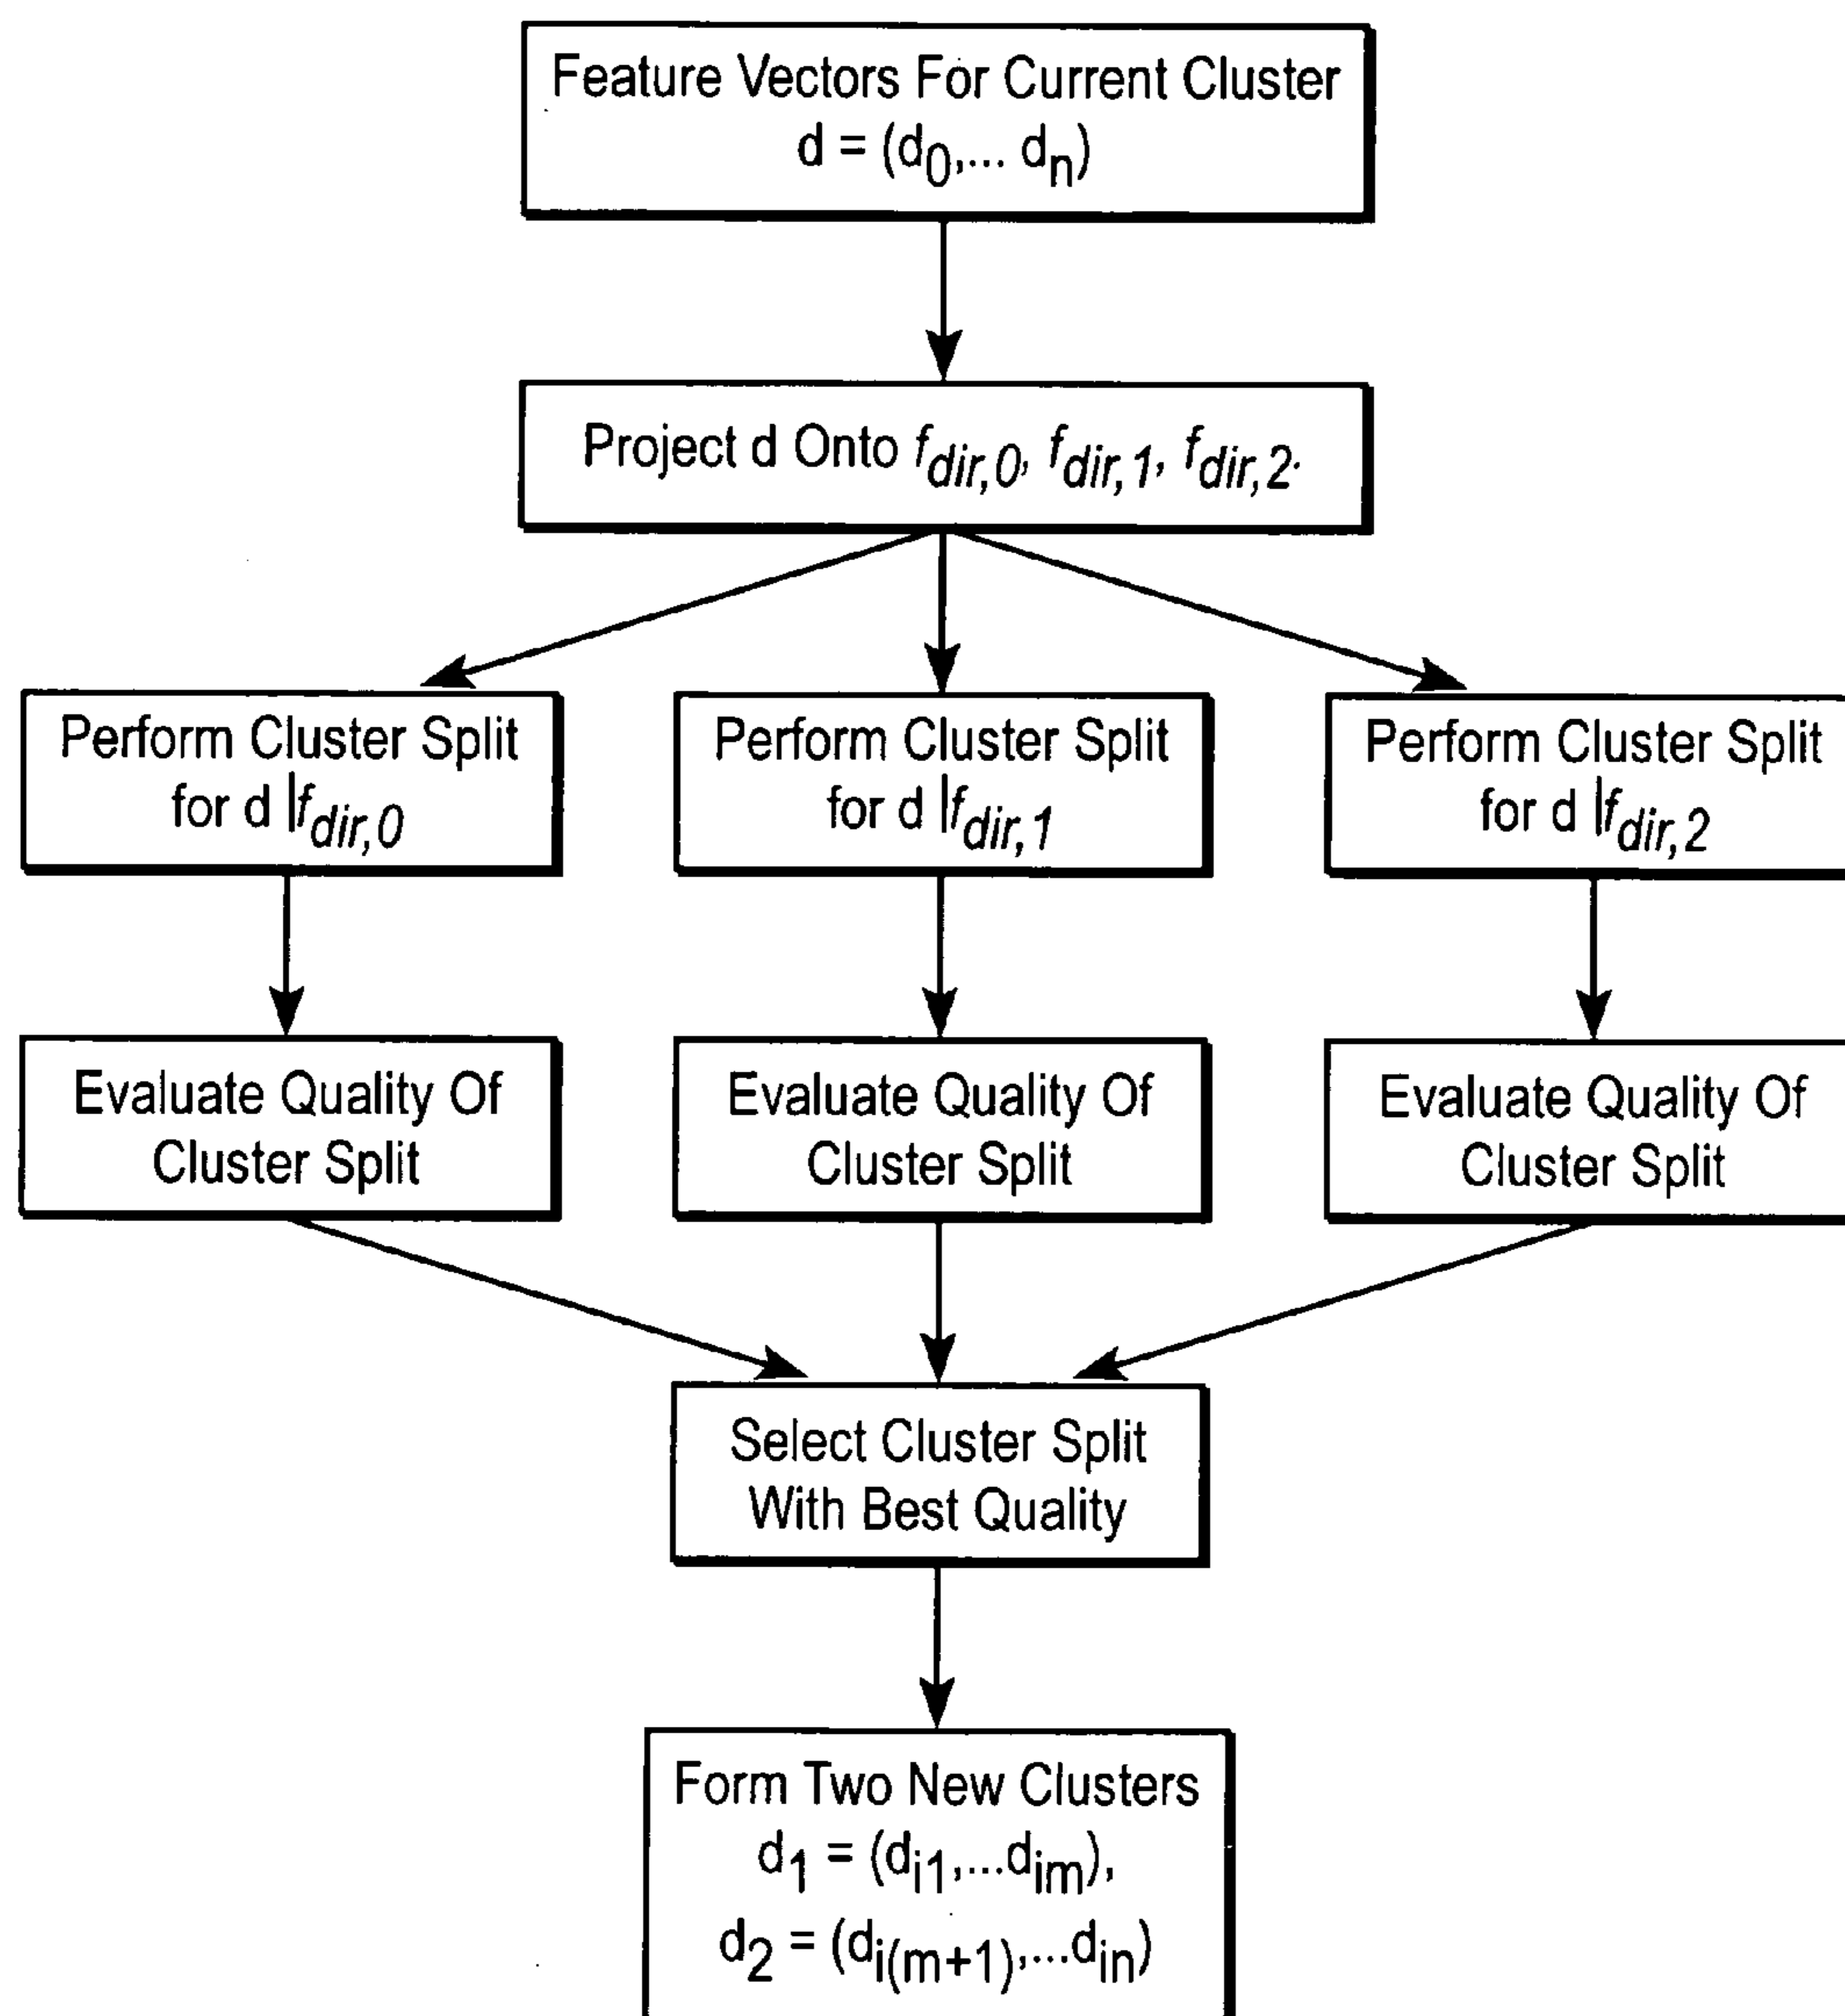 Feature Vectors For Current Cluster
d = (d0,... dn)
Project d Onto fdir,0, fdir,1, fdir,2.
Perform Cluster Split
for d |fdir,0
Perform Cluster Split
for d |fdir,1
Perform Cluster Split
for d |fdir,2
Evaluate Quality Of
Cluster Split
Evaluate Quality Of
Cluster Split
Evaluate Quality Of
Cluster Split
Select Cluster Split
With Best Quality
Form Two New Clusters
d1 = (di1,...dim),
d2 = (di(m+1),...din)